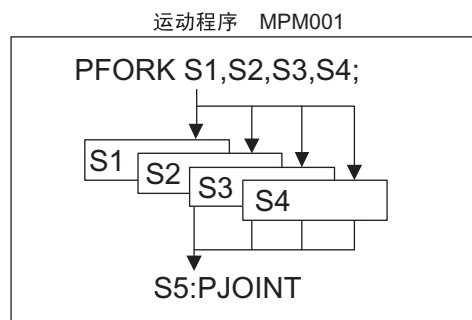 运动程序 MPM001
PFORK S1,S2,S3,S4;
S1
S2
S3
S4
S5:PJOINT